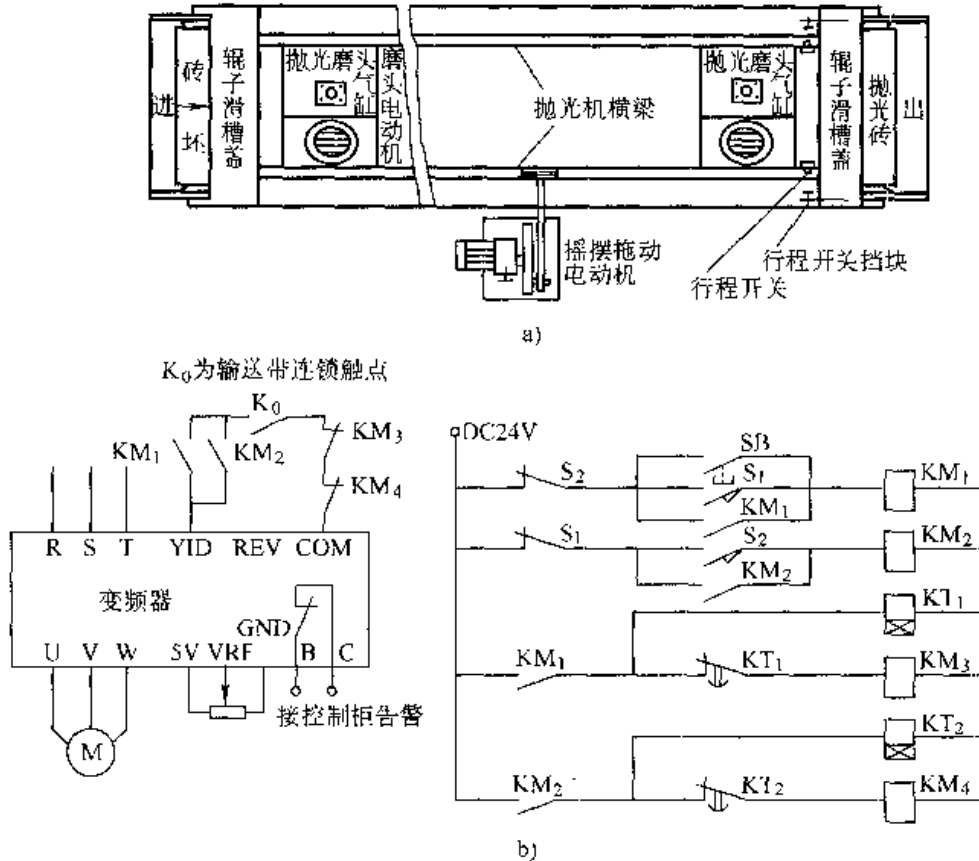 进
砖
坯
辊子滑槽盖
抛光磨头
气缸
磨头电动机
抛光机横梁
抛光磨头
气缸
辊子滑槽盖
抛光砖
出
摇摆拖动
电动机
行程开关挡块
行程开关
a)
K₀为输送带连锁触点
K₀
KM₁
KM₂
KM₃
KM₄
R S T YID REV COM
变频器
GND
U V W 5V VRF B C
M
接控制柜告警
DC24V
S₂
SB
S₁
KM₁
KM₁
S₁
S₂
KM₂
KM₂
KT₁
KM₁
KT₁
KM₃
KT₂
KM₂
KT₂
KM₄
b)